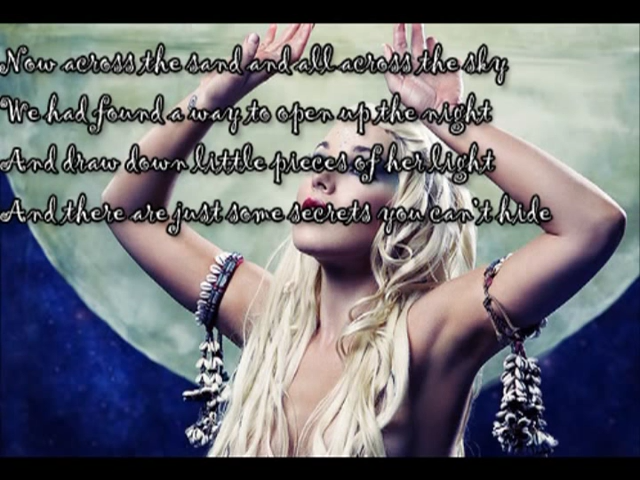 Now across the sand and all across the sky
We had found a way to open up the night
And draw down little pieces of her light
And there are just some secrets you can't hide